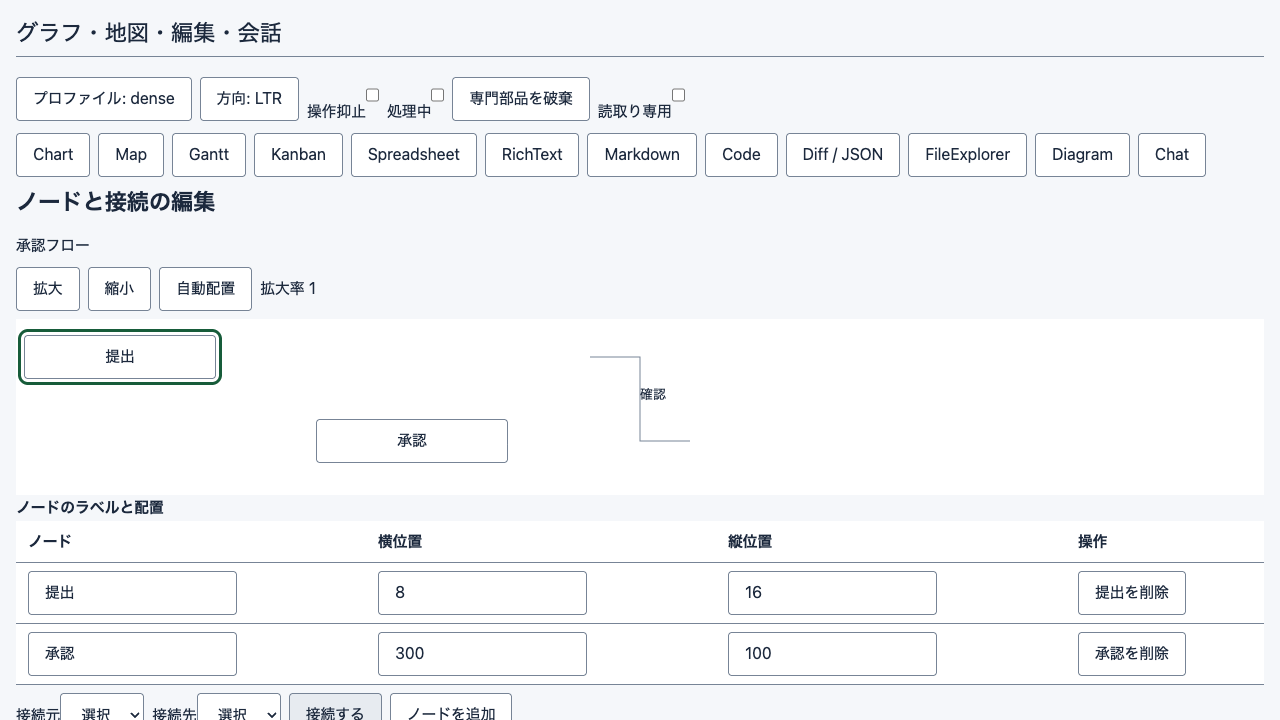 グラフ・地図・編集・会話
プロファイル: dense 方向: LTR 操作抑止 処理中 専門部品を破棄 読取り専用
Chart Map Gantt Kanban Spreadsheet RichText Markdown Code Diff / JSON FileExplorer Diagram Chat
ノードと接続の編集
承認フロー
拡大 縮小 自動配置 拡大率 1
提出
確認
承認
ノードのラベルと配置
ノード 横位置 縦位置 操作
提出 8 16 提出を削除
承認 300 100 承認を削除
接続元 選択 接続先 選択 接続する ノードを追加